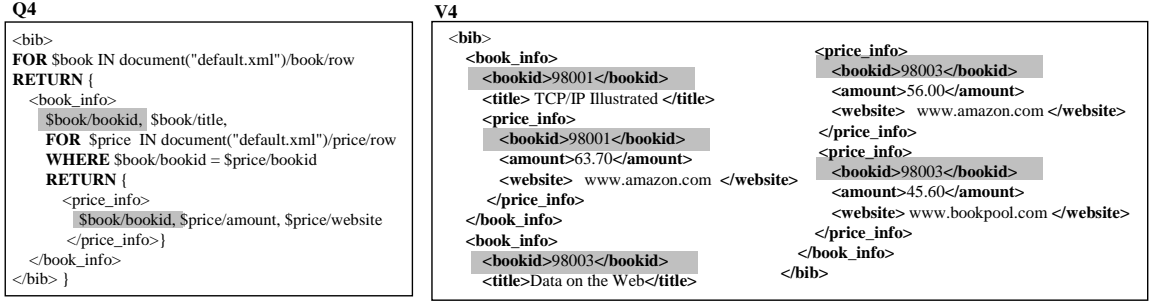 Q4
<bib>
FOR $book IN document("default.xml")/book/row
RETURN {
<book_info>
$book/bookid, $book/title,
FOR $price IN document("default.xml")/price/row
WHERE $book/bookid = $price/bookid
RETURN {
<price_info>
$book/bookid, $price/amount, $price/website
</price_info>}
</book_info>
</bib> }
V4
<bib>
<book_info>
<bookid>98001</bookid>
<title> TCP/IP Illustrated </title>
<price_info>
<bookid>98001</bookid>
<amount>63.70</amount>
<website> www.amazon.com </website>
</price_info>
</book_info>
<book_info>
<bookid>98003</bookid>
<title>Data on the Web</title>
<price_info>
<bookid>98003</bookid>
<amount>56.00</amount>
<website> www.amazon.com </website>
</price_info>
<price_info>
<bookid>98003</bookid>
<amount>45.60</amount>
<website> www.bookpool.com </website>
</price_info>
</book_info>
</bib>